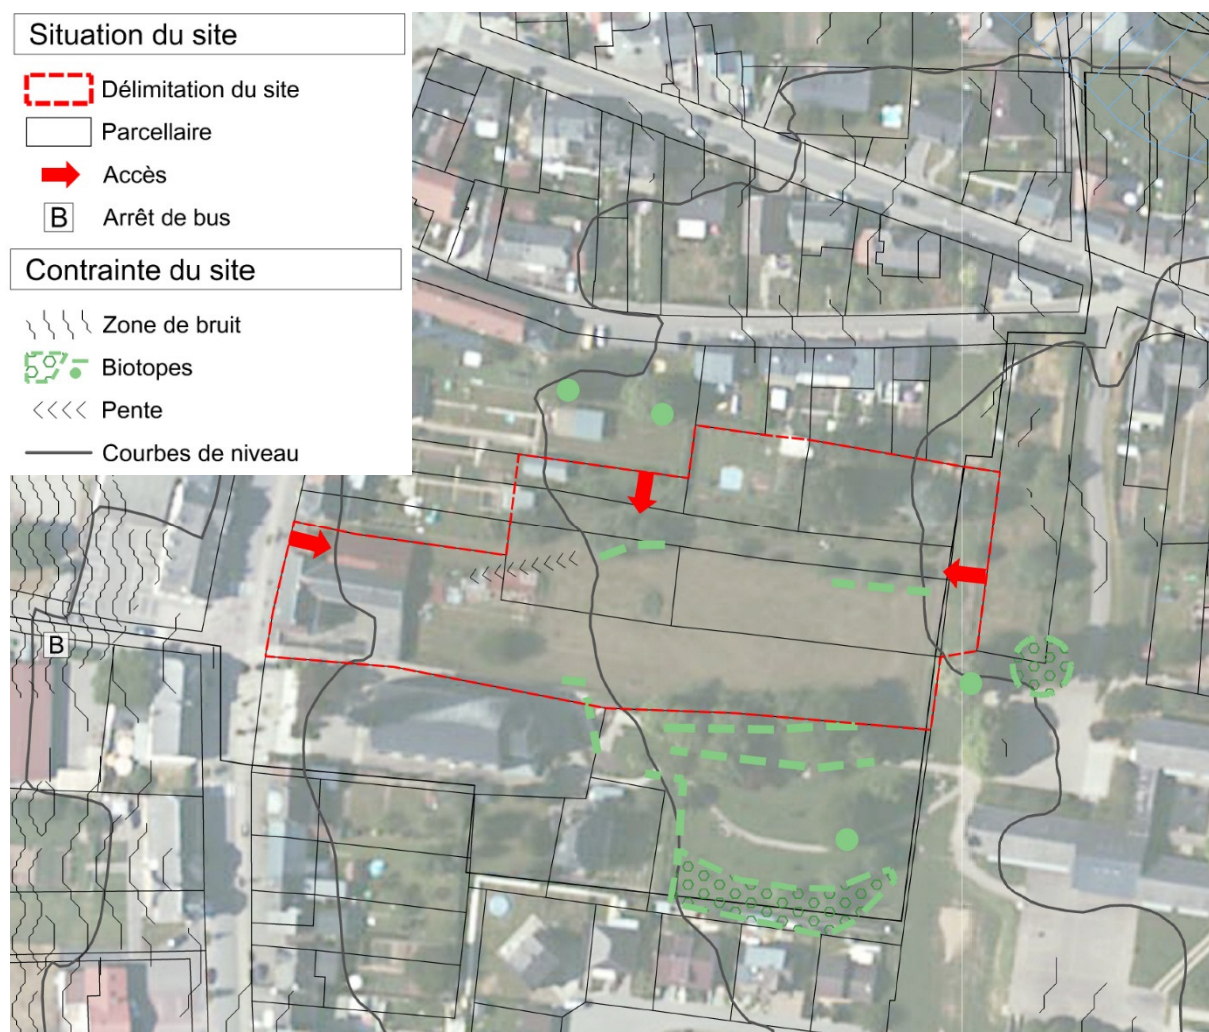 Situation du site
Délimitation du site
Parcellaire
Accès
B Arrêt de bus
Contrainte du site
Zone de bruit
Biotopes
Pente
Courbes de niveau
B